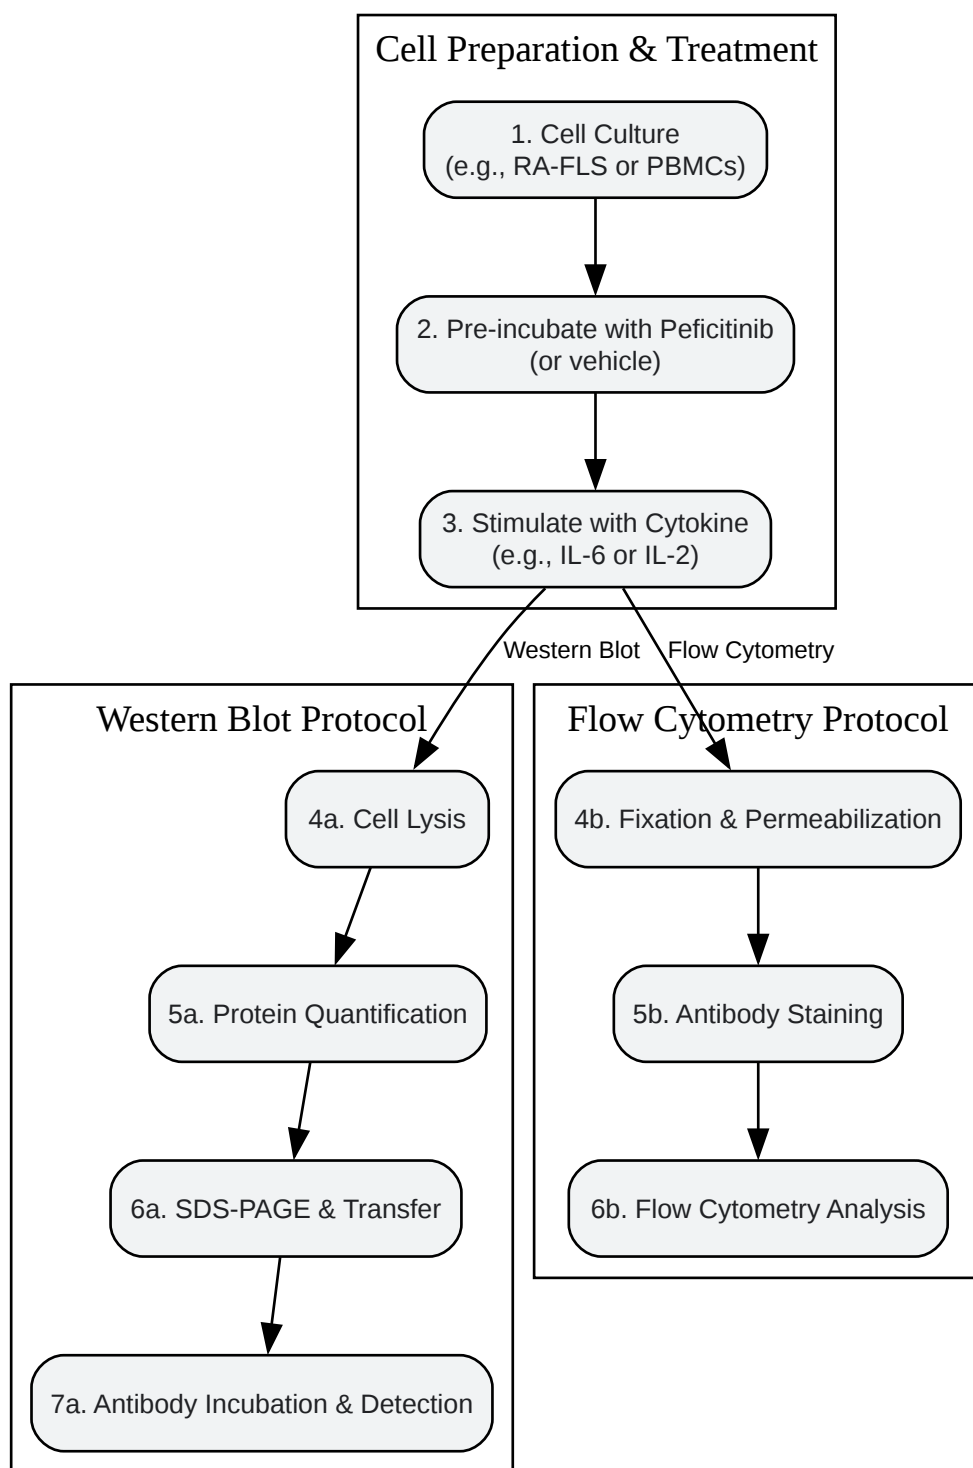 Cell Preparation & Treatment
1. Cell Culture
(e.g., RA-FLS or PBMCs)
2. Pre-incubate with Peficitinib
(or vehicle)
3. Stimulate with Cytokine
(e.g., IL-6 or IL-2)
Western Blot
Flow Cytometry
Western Blot Protocol
4a. Cell Lysis
5a. Protein Quantification
6a. SDS-PAGE & Transfer
7a. Antibody Incubation & Detection
Flow Cytometry Protocol
4b. Fixation & Permeabilization
5b. Antibody Staining
6b. Flow Cytometry Analysis